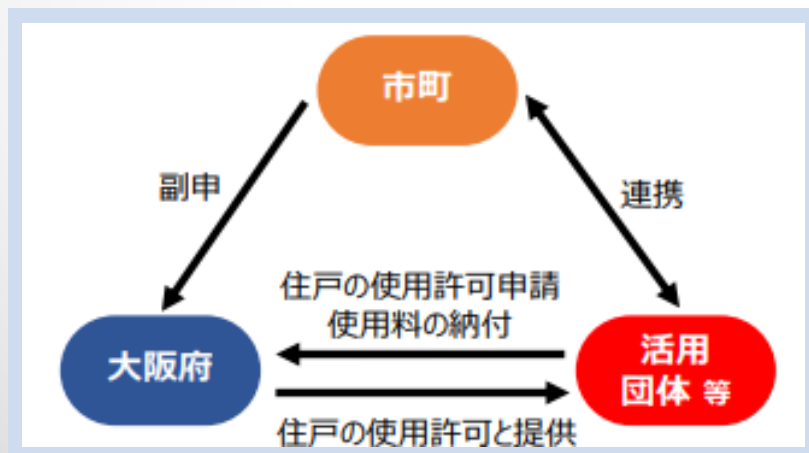 市町
副申
連携
住戸の使用許可申請
使用料の納付
大阪府
活用
団体 等
住戸の使用許可と提供